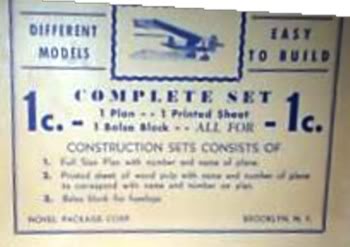 DIFFERENT MODELS
EASY TO BUILD
COMPLETE SET
1c. - 1 Plan - - 1 Printed Sheet
1 Balsa Block - - ALL FOR - 1c.
CONSTRUCTION SETS CONSISTS OF
1. Full Size Plan with number and name of plane.
2. Printed sheet of wood pulp with name and number of plane
to correspond with name and number on plan.
3. Balsa block for fuselage
NOVEL PACKAGE CORP. BROOKLYN, N. Y.